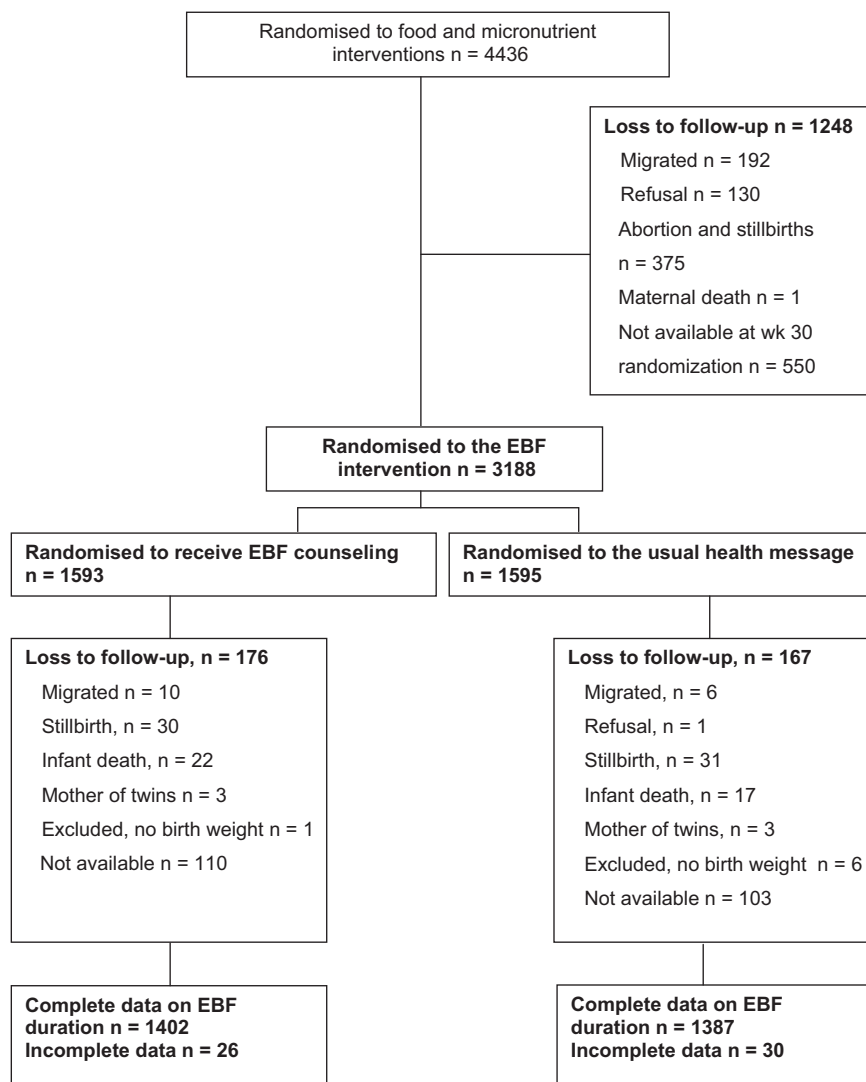 Randomised to food and micronutrient
interventions n = 4436
Loss to follow-up n = 1248
Migrated n = 192
Refusal n = 130
Abortion and stillbirths
n = 375
Maternal death n = 1
Not available at wk 30
randomization n = 550
Randomised to the EBF
intervention n = 3188
Randomised to receive EBF counseling
n = 1593
Randomised to the usual health message
n = 1595
Loss to follow-up, n = 176
Migrated n = 10
Stillbirth, n = 30
Infant death, n = 22
Mother of twins n = 3
Excluded, no birth weight n = 1
Not available n = 110
Loss to follow-up, n = 167
Migrated, n = 6
Refusal, n = 1
Stillbirth, n = 31
Infant death, n = 17
Mother of twins, n = 3
Excluded, no birth weight n = 6
Not available n = 103
Complete data on EBF
duration n = 1402
Incomplete data n = 26
Complete data on EBF
duration n = 1387
Incomplete data n = 30